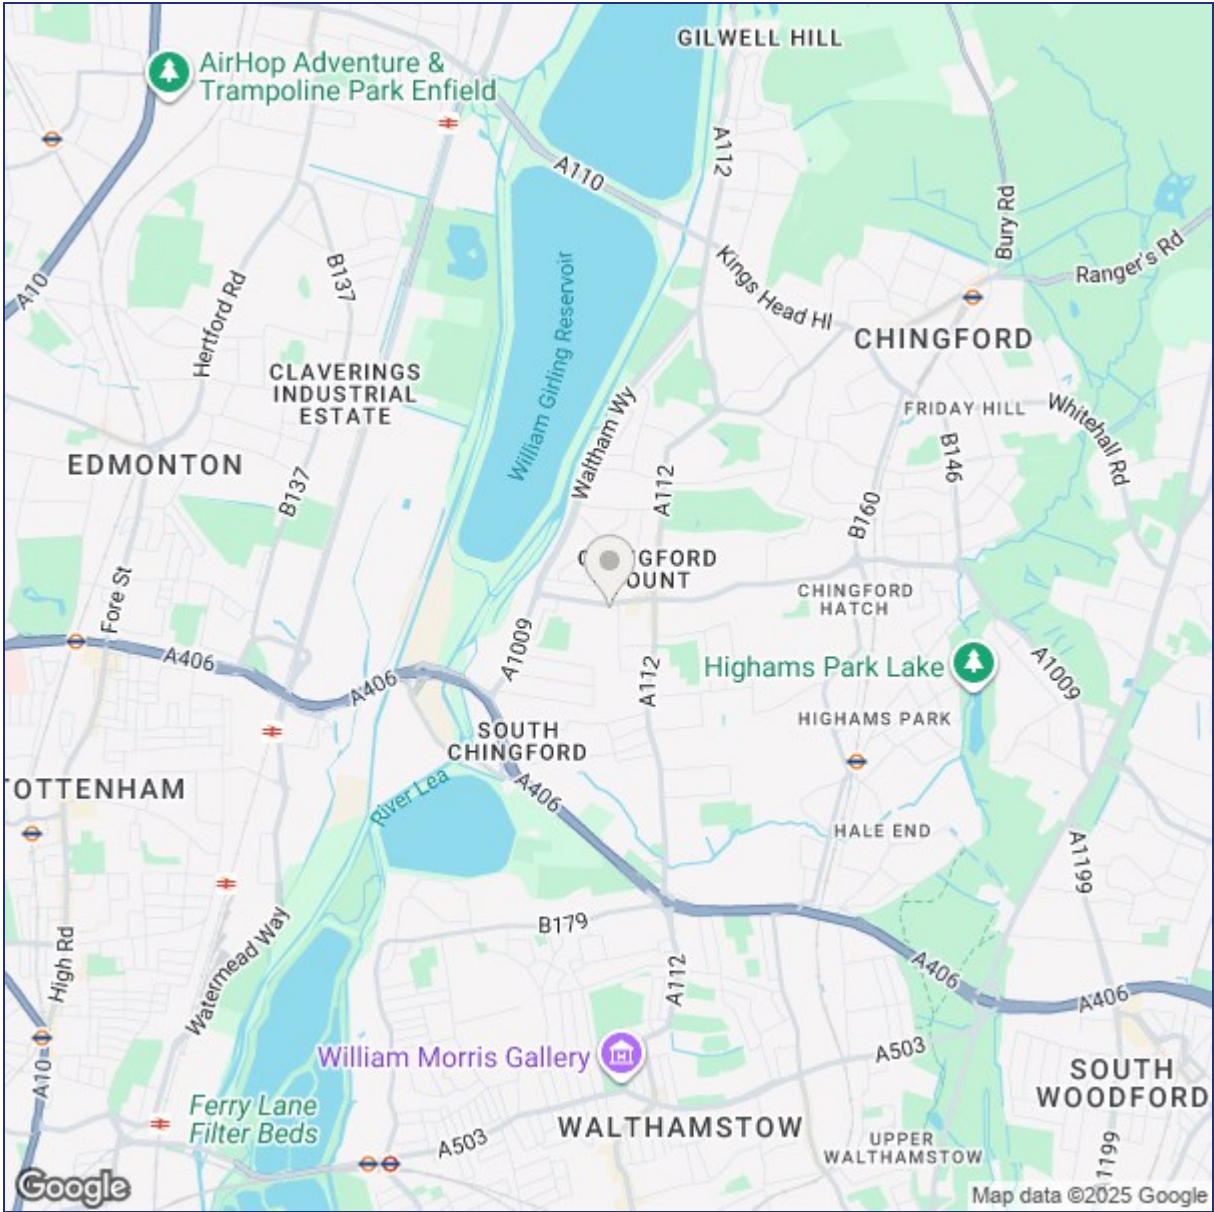 GILWELL HILL
AirHop Adventure &
Trampoline Park Enfield
A112
A110
Bury Rd
Ranger's Rd
Kings Head Hl
B137
A10
Hertford Rd
William Girling Reservoir
CHINGFORD
CLAVERINGS
INDUSTRIAL
ESTATE
FRIDAY HILL
Whitehall Rd
Waltham Wy
EDMONTON
B146
A112
B137
B160
OUNT
CHINGFORD
HATCH
Fore St
A406
A1009
A406
A112
Highams Park Lake
A1009
HIGHAMS PARK
SOUTH
CHINGFORD
OTTENHAM
River Lea
A406
HALE END
A1199
B179
High Rd
Watermead Way
A406
A112
A406
A10
William Morris Gallery
A503
SOUTH
WOODFORD
Ferry Lane
Filter Beds
A503
WALTHAMSTOW
UPPER
WALTHAMSTOW
A1199
Google
Map data ©2025 Google